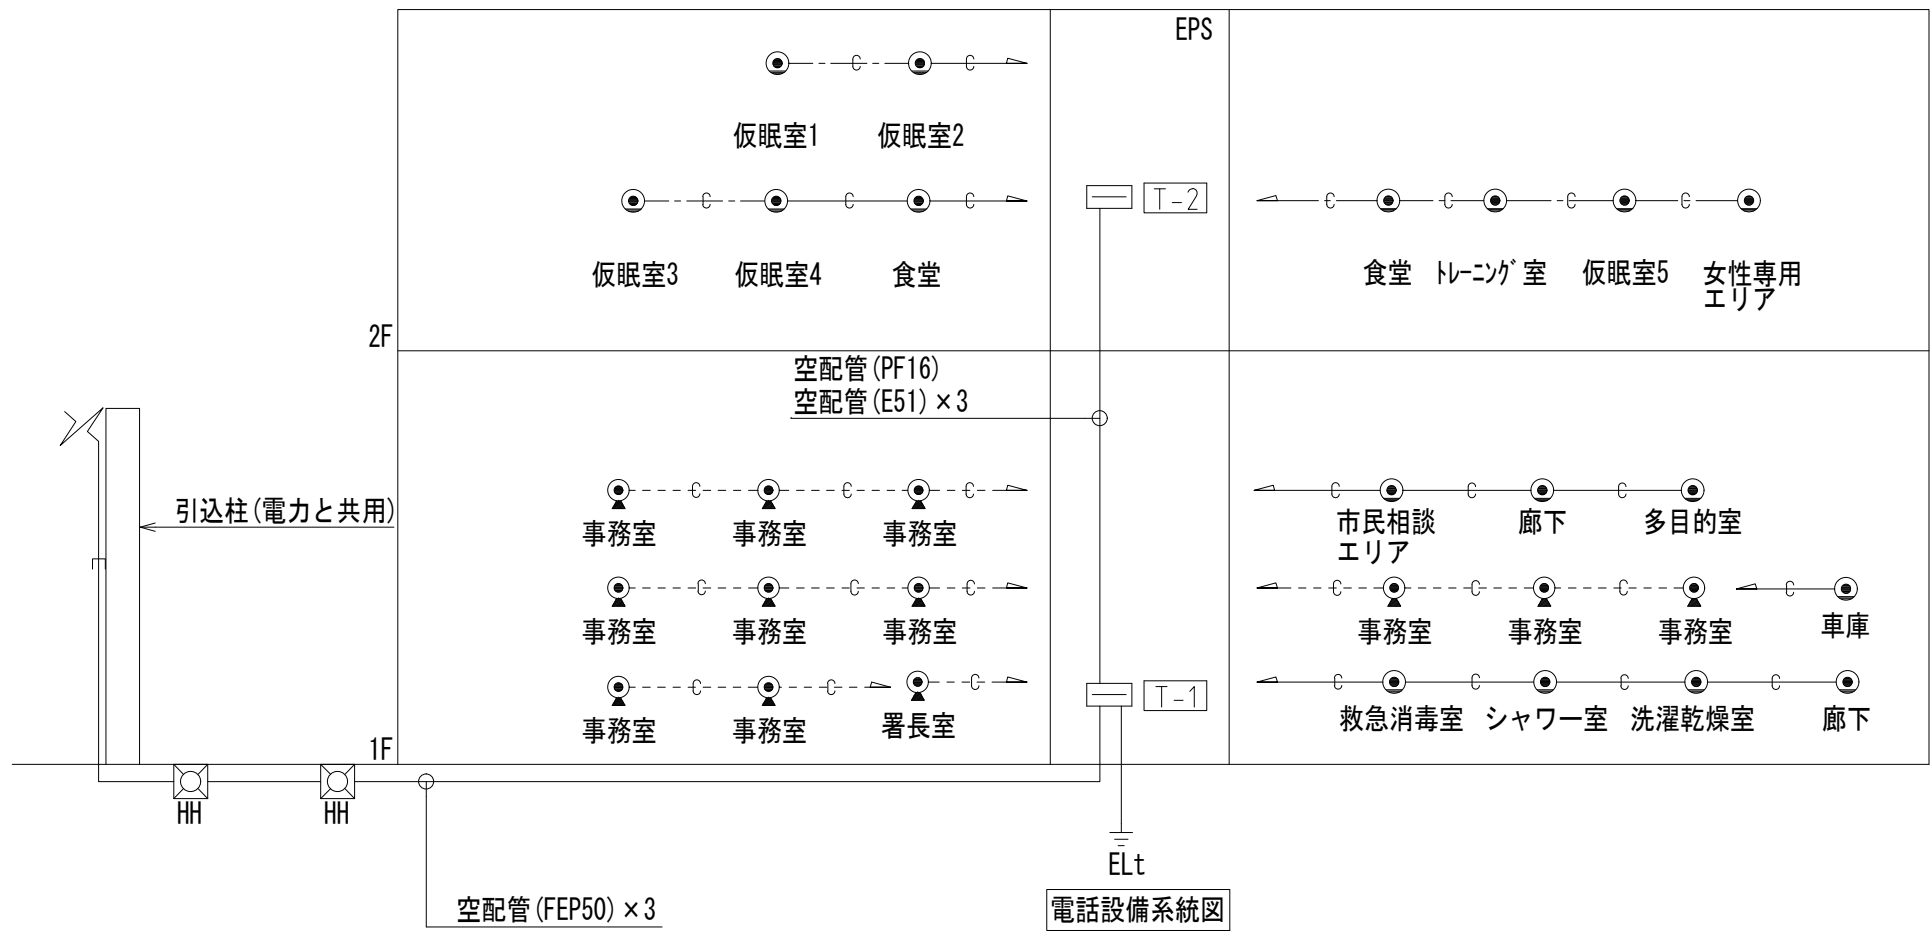 EPS
C C
仮眠室1 仮眠室2
C C C
T-2
C C C C
仮眠室3 仮眠室4 食堂
食堂 トレーニング室 仮眠室5 女性専用
エリア
2F
空配管(PF16)
空配管(E51)×3
引込柱(電力と共用)
C C C
事務室 事務室 事務室
C C C
市民相談
エリア
廊下 多目的室
C C C
事務室 事務室 事務室
C C C C
事務室 事務室 事務室 車庫
C C C
事務室 事務室 署長室
T-1
C C C C
救急消毒室 シャワー室 洗濯乾燥室 廊下
1F
HH HH
ELt
空配管(FEP50)×3
電話設備系統図